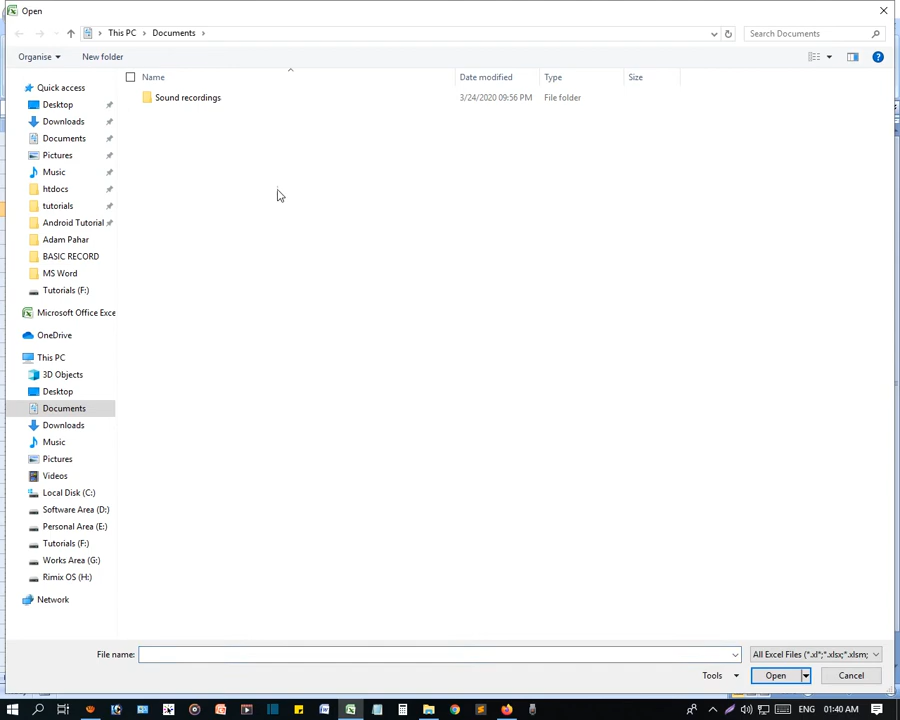 Open
This PC > Documents >
Search Documents
Organise
New folder
Name
Date modified
Type
Size
Sound recordings
3/24/2020 09:56 PM
File folder
Quick access
Desktop
Downloads
Documents
Pictures
Music
htdocs
tutorials
Android Tutorial
Adam Pahar
BASIC RECORD
MS Word
Tutorials (F:)
Microsoft Office Exce
OneDrive
This PC
3D Objects
Desktop
Documents
Downloads
Music
Pictures
Videos
Local Disk (C:)
Software Area (D:)
Personal Area (E:)
Tutorials (F:)
Works Area (G:)
Rimix OS (H:)
Network
File name:
All Excel Files (*.xl*;*.xlsx;*.xlsm;
Tools
Open
Cancel
ENG
01:40 AM